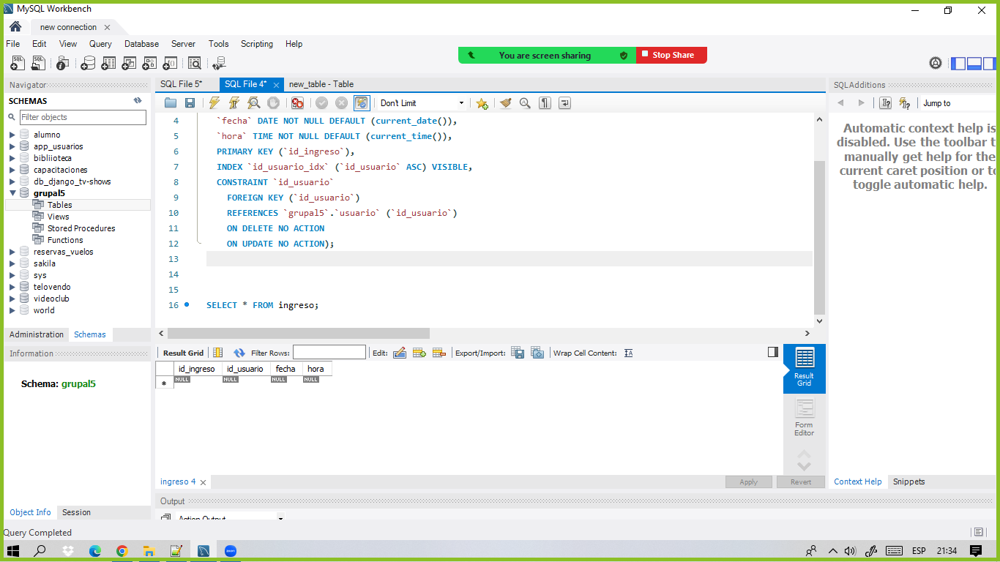 MySQL Workbench
new connection
File Edit View Query Database Server Tools Scripting Help
You are screen sharing
Stop Share
Navigator
SCHEMAS
Filter objects
alumno
app_usuarios
bibliioteca
capacitaciones
db_django_tv-shows
grupal5
Tables
Views
Stored Procedures
Functions
reservas_vuelos
sakila
sys
telovendo
videoclub
world
Administration Schemas
Information
Schema: grupal5
Object Info Session
SQL File 5* SQL File 4* new_table - Table
Don't Limit
4 `fecha` DATE NOT NULL DEFAULT (current_date()),
5 `hora` TIME NOT NULL DEFAULT (current_time()),
6 PRIMARY KEY (`id_ingreso`),
7 INDEX `id_usuario_idx` (`id_usuario` ASC) VISIBLE,
8 CONSTRAINT `id_usuario`
9 FOREIGN KEY (`id_usuario`)
10 REFERENCES `grupal5`.`usuario` (`id_usuario`)
11 ON DELETE NO ACTION
12 ON UPDATE NO ACTION);
13
14
15
16 SELECT * FROM ingreso;
Result Grid Filter Rows: Edit: Export/Import: Wrap Cell Content: IA
id_ingreso id_usuario fecha hora
NULL NULL NULL NULL
Result
Grid
Form
Editor
ingreso 4
Apply Revert
Output
Action Output
SQLAdditions
Jump to
Automatic context help is
disabled. Use the toolbar t
manually get help for the
current caret position or to
toggle automatic help.
Context Help Snippets
Query Completed
zoom
ESP 21:34